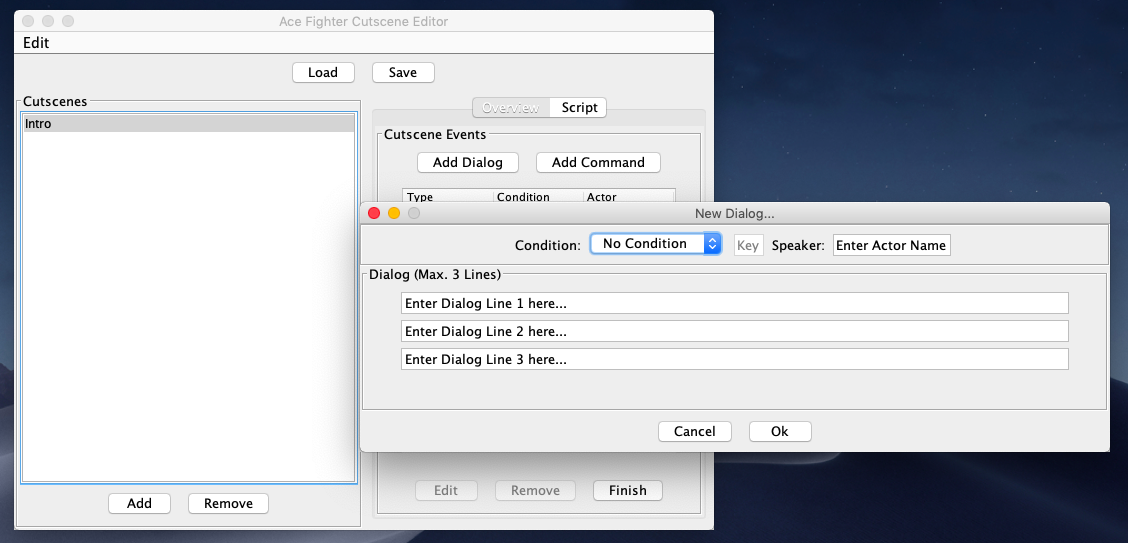 Ace Fighter Cutscene Editor
Edit
Load Save
Cutscenes
Intro
Add Remove
Overview Script
Cutscene Events
Add Dialog Add Command
Type Condition Actor
New Dialog...
Condition: No Condition Key Speaker: Enter Actor Name
Dialog (Max. 3 Lines)
Enter Dialog Line 1 here...
Enter Dialog Line 2 here...
Enter Dialog Line 3 here...
Cancel Ok
Edit Remove Finish